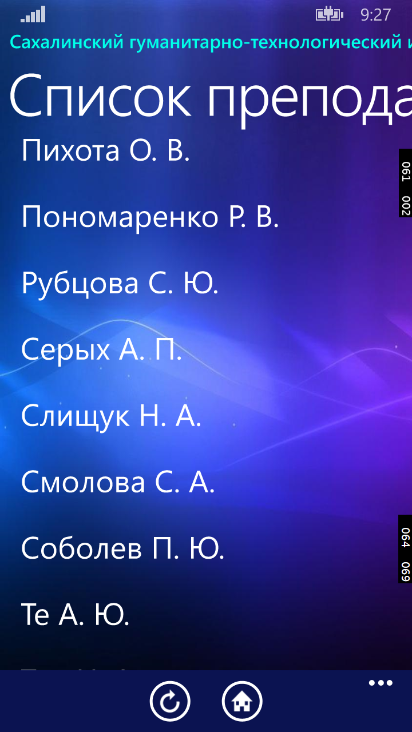 9:27
Сахалинский гуманитарно-технологический и
Список препода
Пихота О. В.
061 002
Пономаренко Р. В.
Рубцова С. Ю.
Серых А. П.
Слищук Н. А.
Смолова С. А.
Соболев П. Ю.
064 069
Те А. Ю.